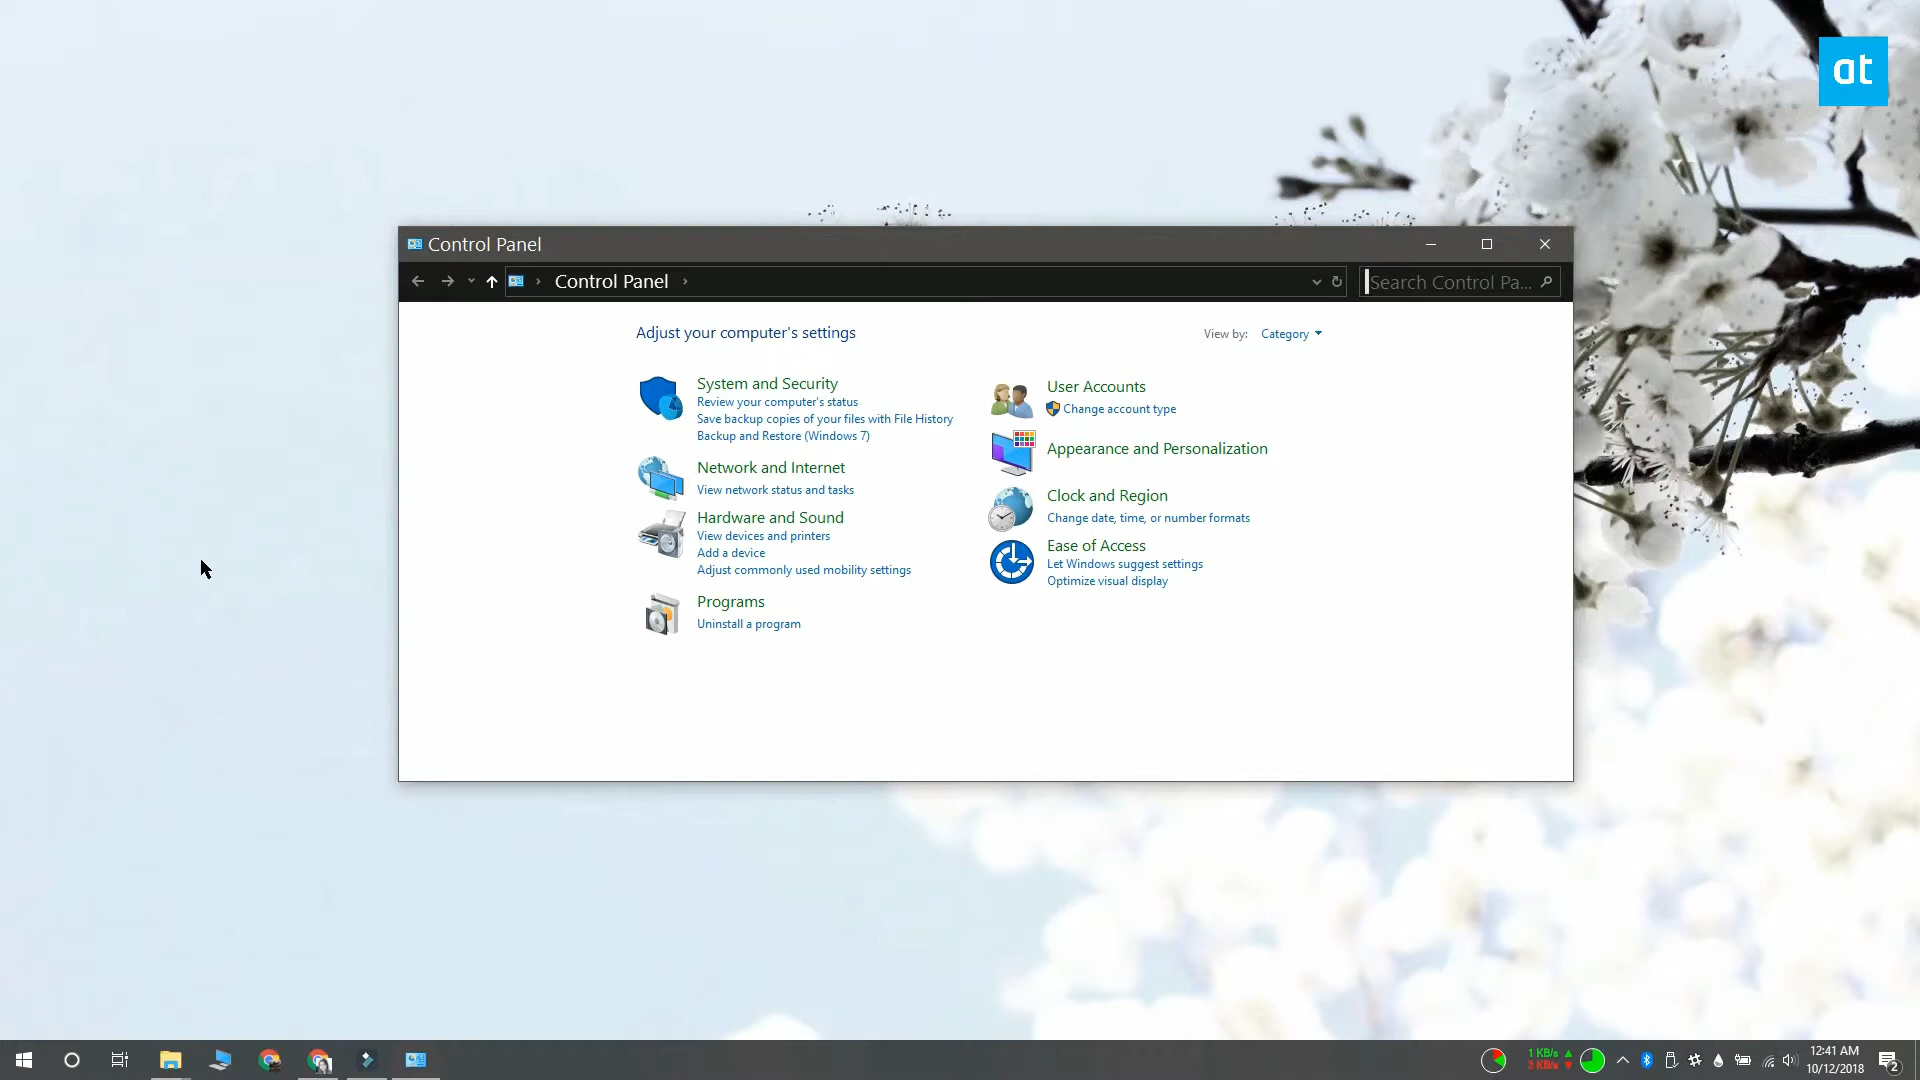 at
Control Panel
Control Panel
Search Control Pa...
Adjust your computer's settings
View by: Category
System and Security
Review your computer's status
Save backup copies of your files with File History
Backup and Restore (Windows 7)
Network and Internet
View network status and tasks
Hardware and Sound
View devices and printers
Add a device
Adjust commonly used mobility settings
Programs
Uninstall a program
User Accounts
Change account type
Appearance and Personalization
Clock and Region
Change date, time, or number formats
Ease of Access
Let Windows suggest settings
Optimize visual display
1 KB/s
3 KB/s
12:41 AM
10/12/2018
2